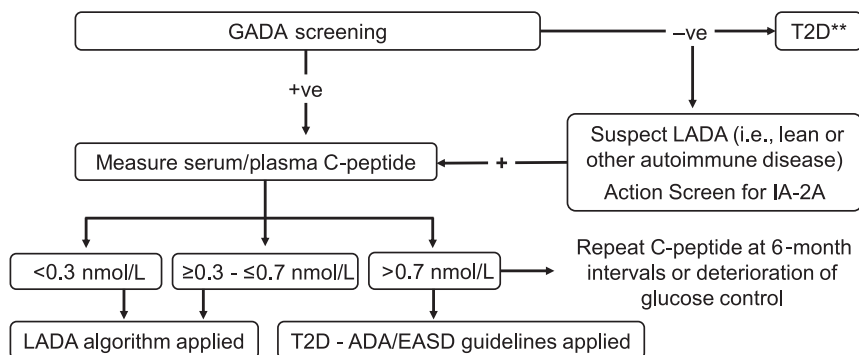 GADA screening
–ve
T2D**
+ve
Suspect LADA (i.e., lean or
other autoimmune disease)
Action Screen for IA-2A
Measure serum/plasma C-peptide
+
<0.3 nmol/L
≥0.3 - ≤0.7 nmol/L
>0.7 nmol/L
Repeat C-peptide at 6-month
intervals or deterioration of
glucose control
LADA algorithm applied
T2D - ADA/EASD guidelines applied